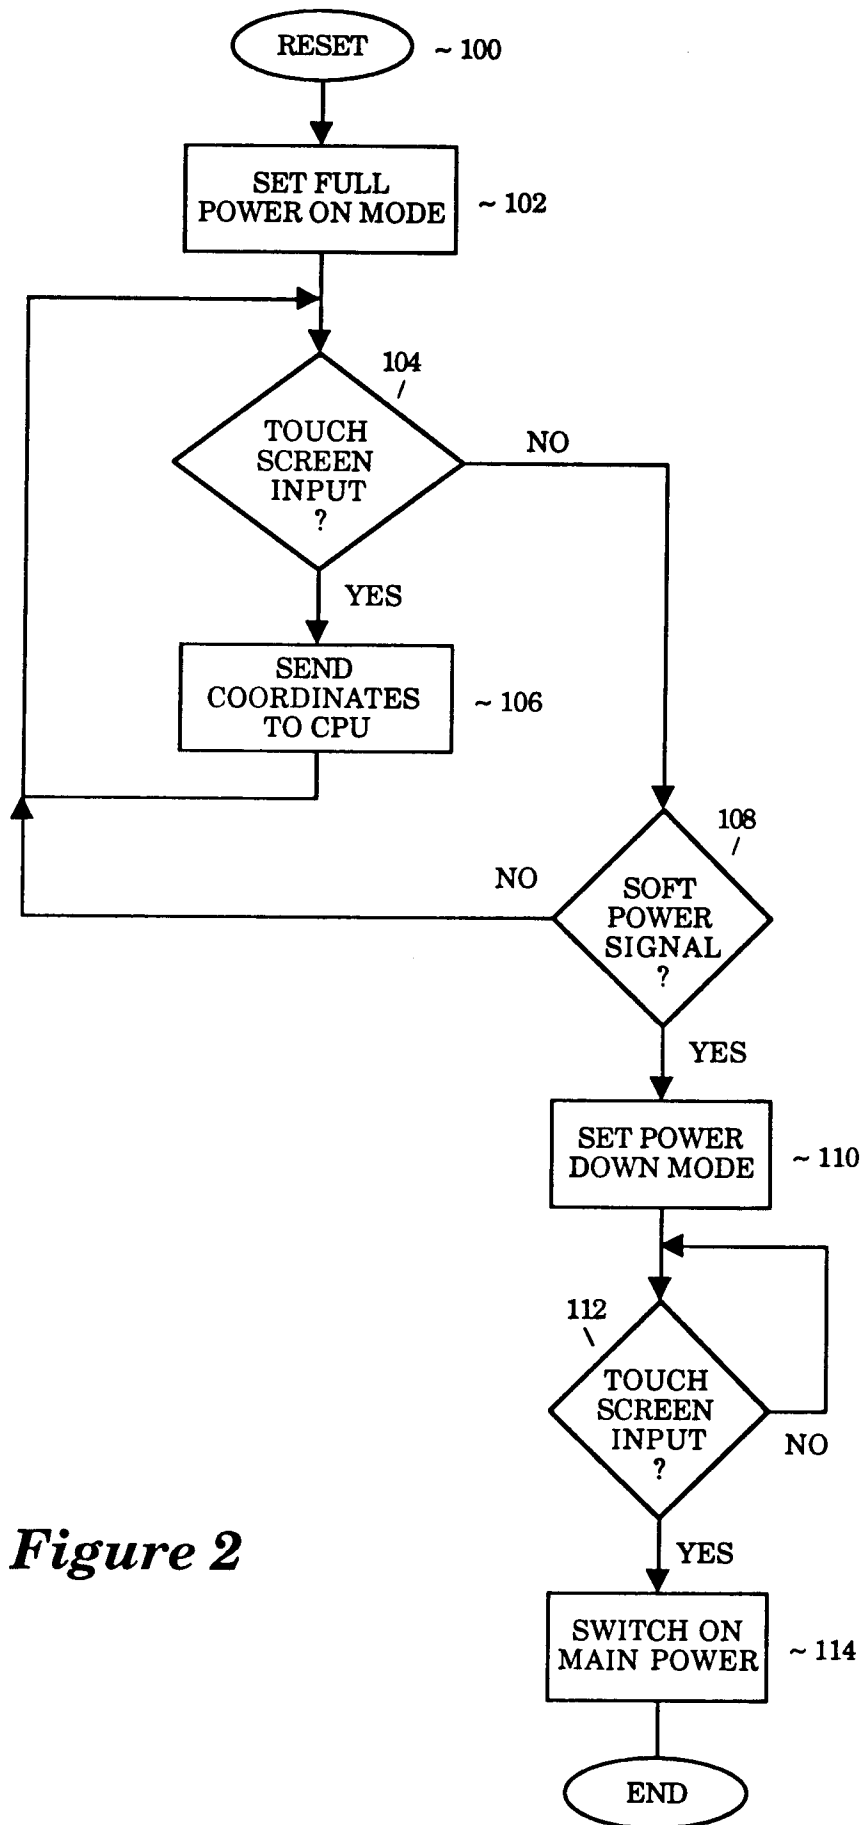 RESET
~ 100
SET FULL
POWER ON MODE
~ 102
104
TOUCH
SCREEN
INPUT
?
NO
YES
SEND
COORDINATES
TO CPU
~ 106
108
NO
SOFT
POWER
SIGNAL
?
YES
SET POWER
DOWN MODE
~ 110
112
TOUCH
SCREEN
INPUT
?
NO
YES
Figure 2
SWITCH ON
MAIN POWER
~ 114
END